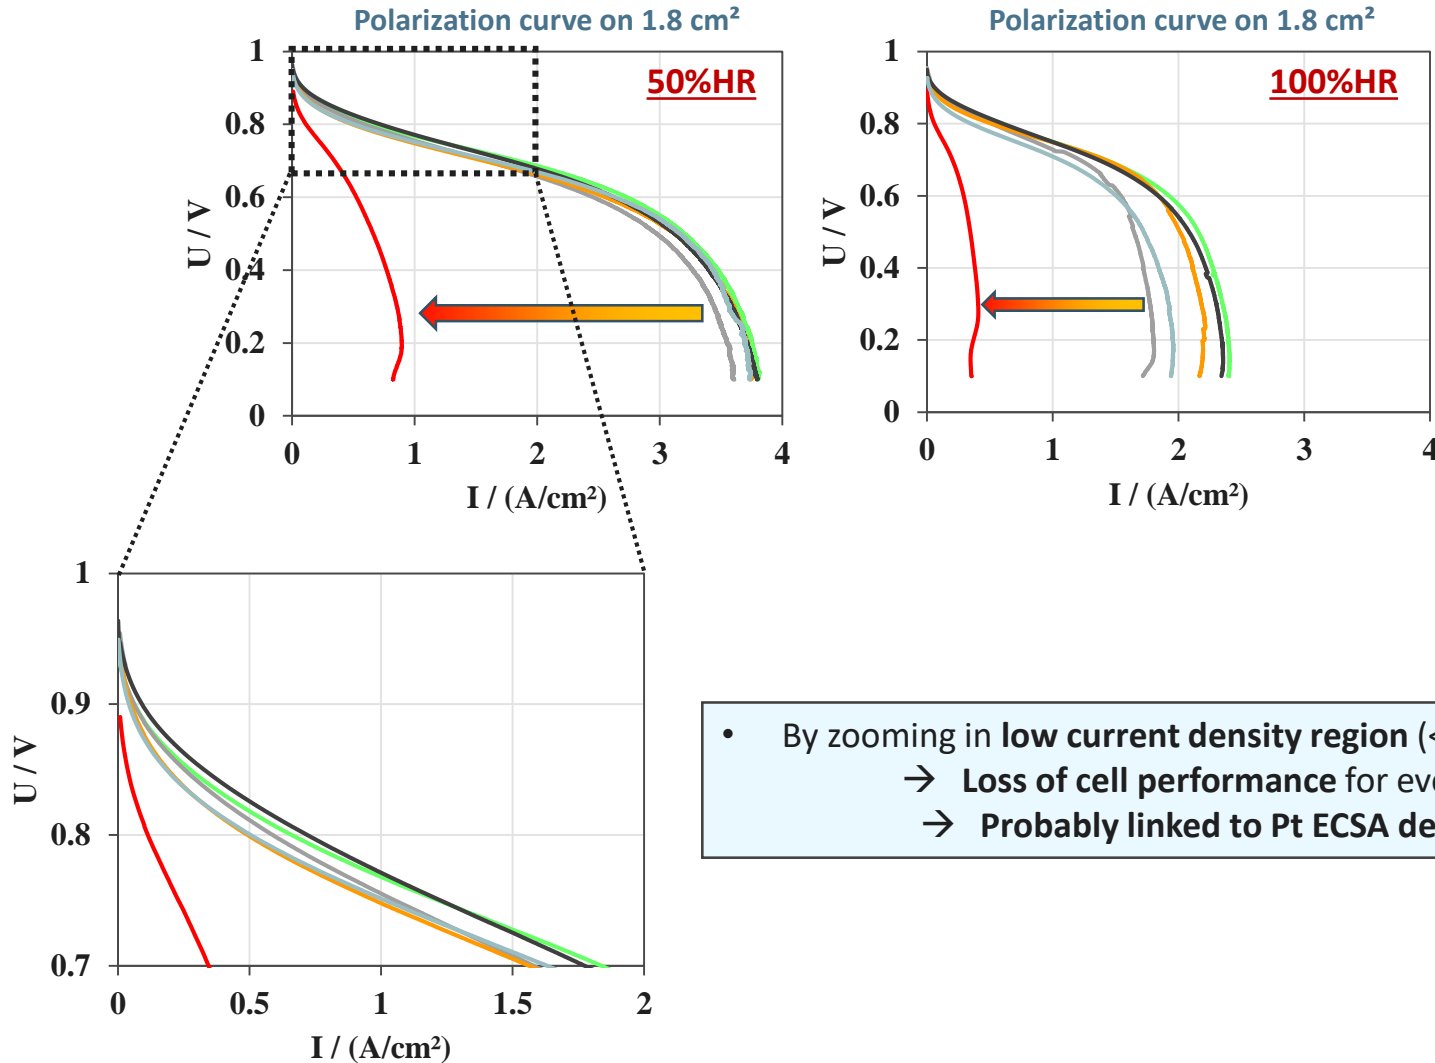 Polarization curve on 1.8 cm²
50%HR
1
0.8
0.6
0.4
0.2
0
U / V
0 1 2 3 4
I / (A/cm²)
Polarization curve on 1.8 cm²
100%HR
1
0.8
0.6
0.4
0.2
0
U / V
0 1 2 3 4
I / (A/cm²)
1
0.9
0.8
0.7
U / V
0 0.5 1 1.5 2
I / (A/cm²)
• By zooming in low current density region (<
→ Loss of cell performance for eve
→ Probably linked to Pt ECSA de